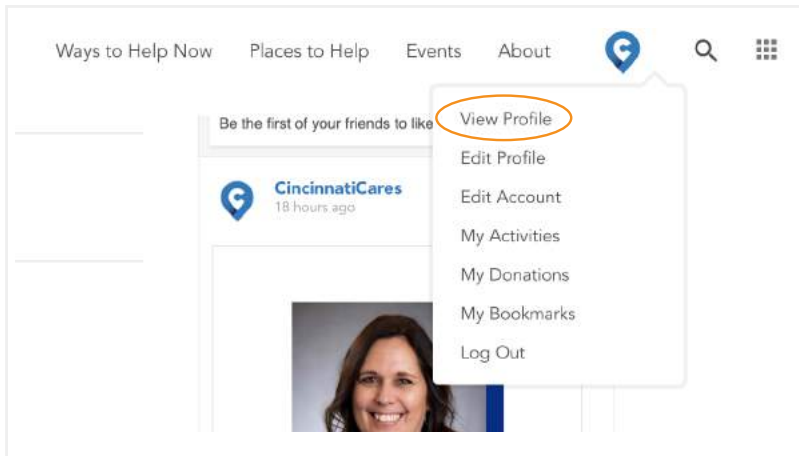 Ways to Help Now Places to Help Events About
Be the first of your friends to like
CincinnatiCares
18 hours ago
View Profile
Edit Profile
Edit Account
My Activities
My Donations
My Bookmarks
Log Out